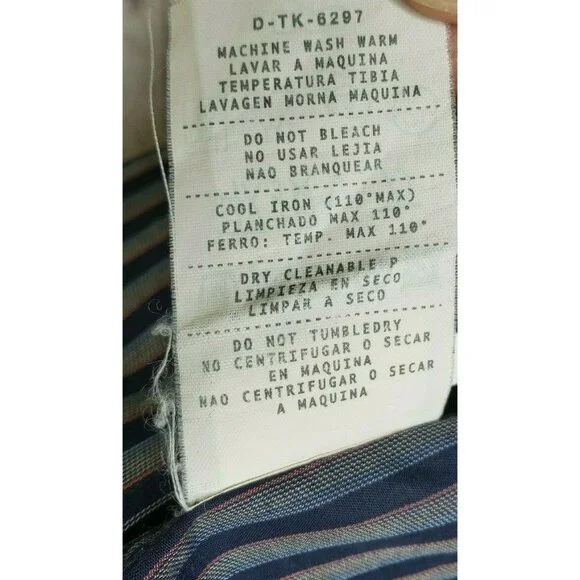 D-TK-6297
MACHINE WASH WARM
LAVAR A MAQUINA
TEMPERATURA TIBIA
LAVAGEN MORNA MAQUINA
DO NOT BLEACH
NO USAR LEJIA
NAO BRANQUEAR
COOL IRON (110°MAX)
PLANCHADO MAX 110°
FERRO: TEMP. MAX 110°
DRY CLEANABLE P
LIMPIEZA EN SECO
LIMPAR A SECO
DO NOT TUMBLEDRY
NO CENTRIFUGAR O SECAR
EN MAQUINA
NAO CENTRIFUGAR O SECAR
A MAQUINA